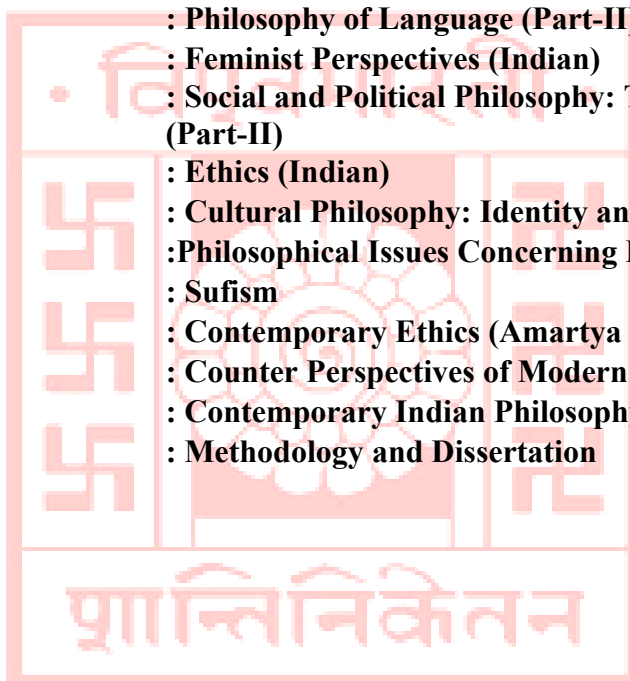 : Philosophy of Language (Part-II)
विश्वभारती
: Feminist Perspectives (Indian)
: Social and Political Philosophy:
(Part-II)
: Ethics (Indian)
: Cultural Philosophy: Identity an
:Philosophical Issues Concerning
: Sufism
: Contemporary Ethics (Amartya
: Counter Perspectives of Modern
: Contemporary Indian Philosoph
: Methodology and Dissertation
शान्तिनिकेतन